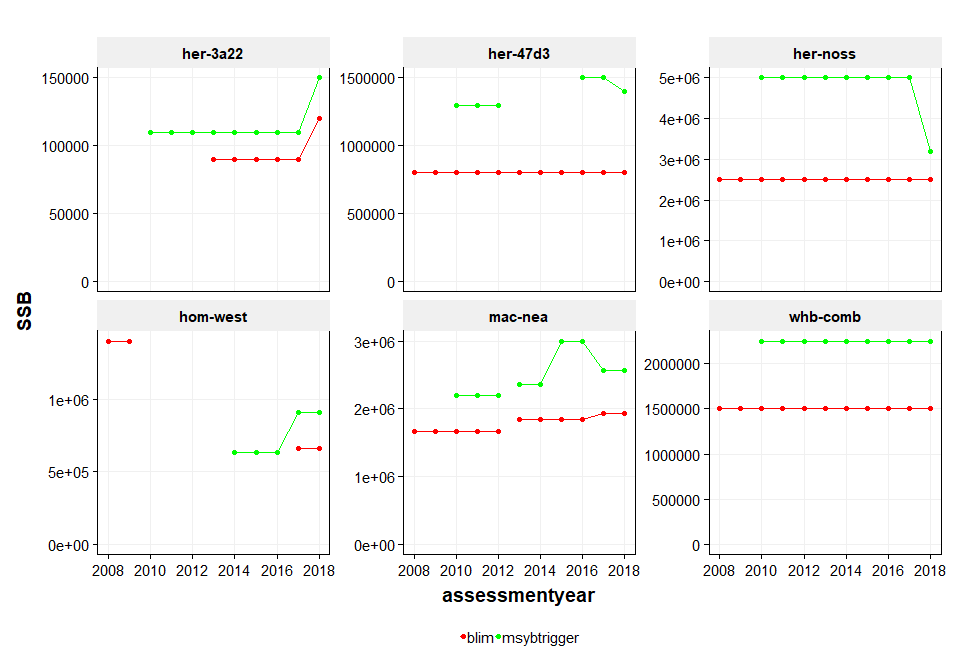 her-3a22 her-47d3 her-noss
150000 1500000 5e+06
4e+06
100000 1000000 3e+06
50000 500000 2e+06
1e+06
0 0 0e+00
SSB
hom-west mac-nea whb-comb
3e+06
2000000
1e+06 2e+06 1500000
5e+05 1e+06 1000000
500000
0e+00 0e+00 0
2008 2010 2012 2014 2016 2018 2008 2010 2012 2014 2016 2018 2008 2010 2012 2014 2016 2018
assessmentyear
blim msybtrigger